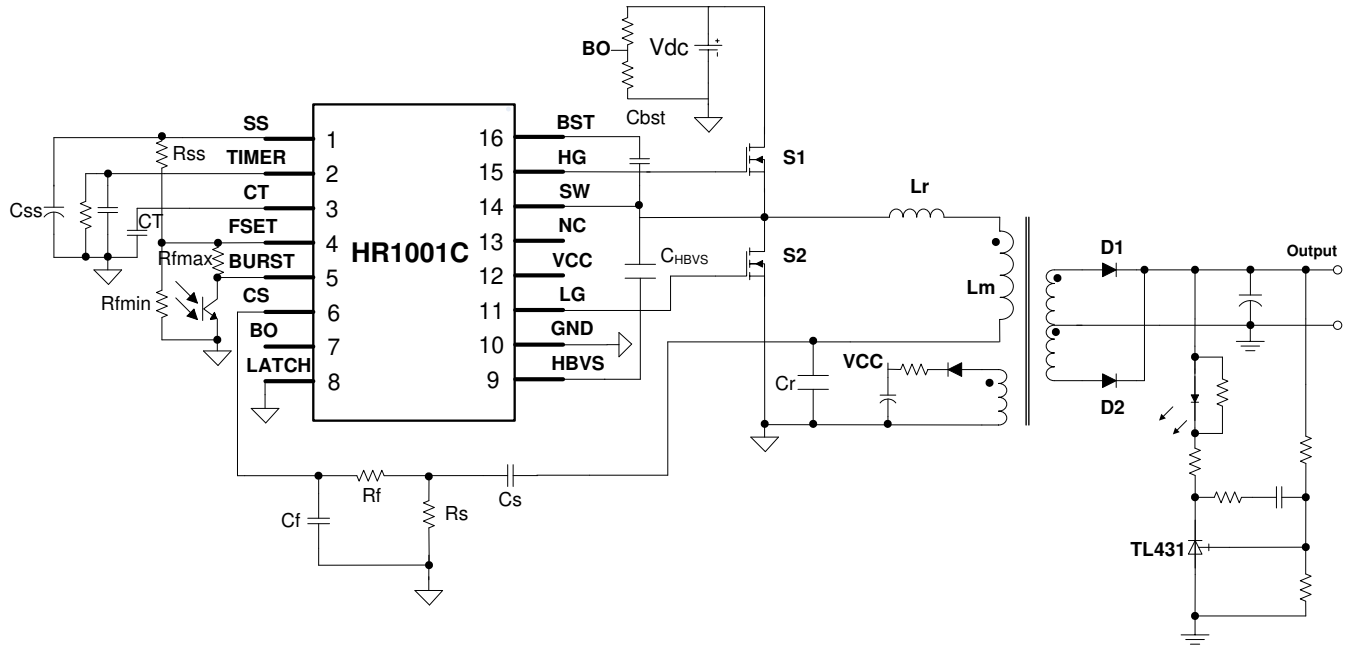 BO
Vdc
+
-
Cbst
SS
1
16
BST
Rss
TIMER
2
15
HG
S1
CT
3
14
SW
Lr
Css
CT
FSET
4
13
NC
HR1001C
Rfmax
BURST
5
12
VCC
CHBVS
S2
D1
Output
Rfmin
CS
6
11
LG
Lm
BO
7
10
GND
LATCH
8
9
HBVS
Cr
VCC
D2
Rf
Cs
Cf
Rs
TL431